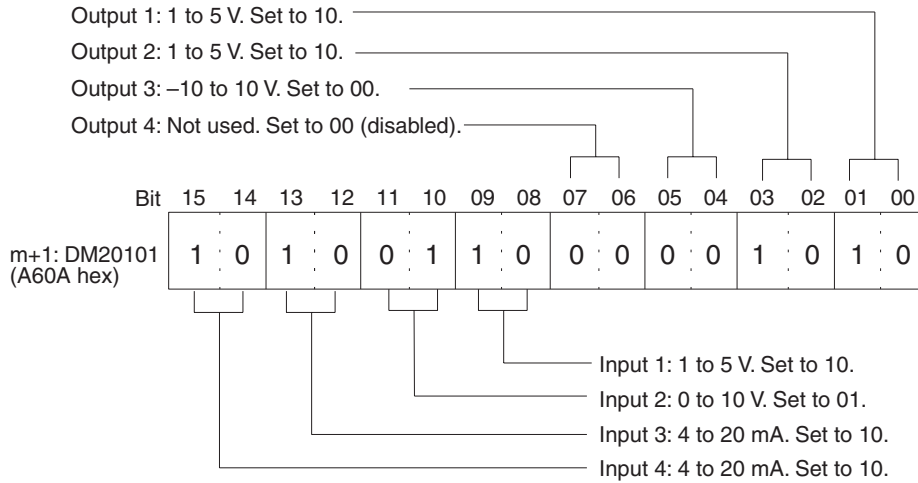 Output 1: 1 to 5 V. Set to 10.
Output 2: 1 to 5 V. Set to 10.
Output 3: –10 to 10 V. Set to 00.
Output 4: Not used. Set to 00 (disabled).
Bit 15 14 13 12 11 10 09 08 07 06 05 04 03 02 01 00
m+1: DM20101
(A60A hex)
1 0 1 0 0 1 1 0 0 0 0 0 1 0 1 0
Input 1: 1 to 5 V. Set to 10.
Input 2: 0 to 10 V. Set to 01.
Input 3: 4 to 20 mA. Set to 10.
Input 4: 4 to 20 mA. Set to 10.